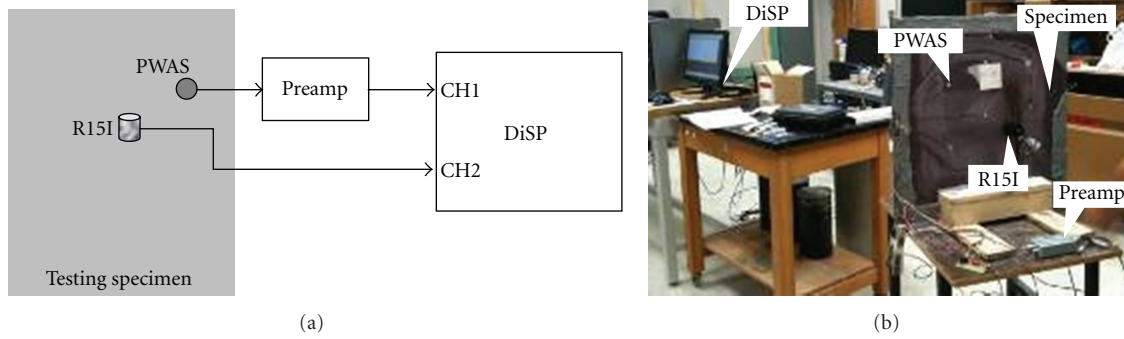 PWAS
R15I
Preamp
CH1
DiSP
CH2
Testing specimen
(a)
DiSP
Specimen
PWAS
R15I
Preamp
(b)